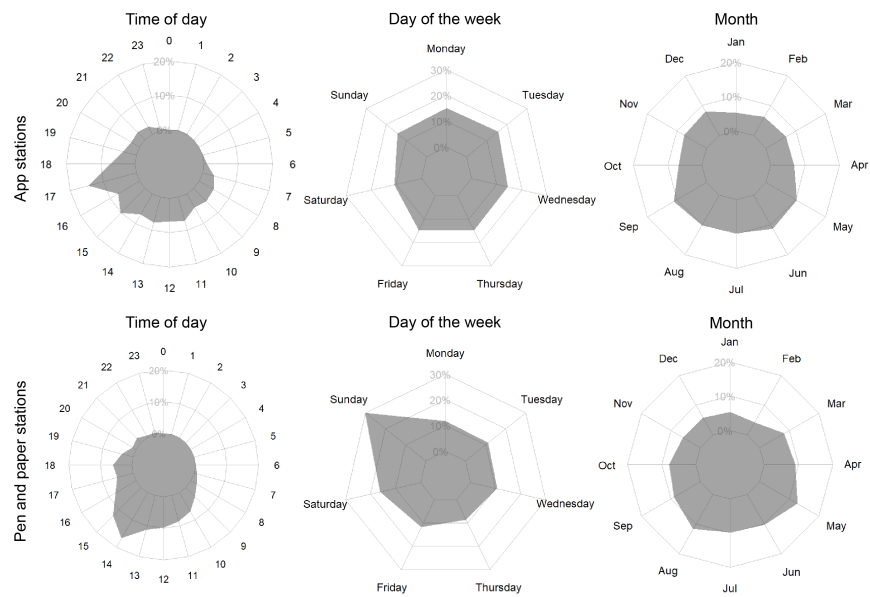 Time of day
Day of the week
Month
App stations
0
1
2
3
4
5
6
7
8
9
10
11
12
13
14
15
16
17
18
19
20
21
22
23
20%
10%
0%
Monday
Tuesday
Wednesday
Thursday
Friday
Saturday
Sunday
30%
20%
10%
0%
Jan
Feb
Mar
Apr
May
Jun
Jul
Aug
Sep
Oct
Nov
Dec
20%
10%
0%
Time of day
Day of the week
Month
Pen and paper stations
0
1
2
3
4
5
6
7
8
9
10
11
12
13
14
15
16
17
18
19
20
21
22
23
20%
10%
0%
Monday
Tuesday
Wednesday
Thursday
Friday
Saturday
Sunday
30%
20%
10%
0%
Jan
Feb
Mar
Apr
May
Jun
Jul
Aug
Sep
Oct
Nov
Dec
20%
10%
0%